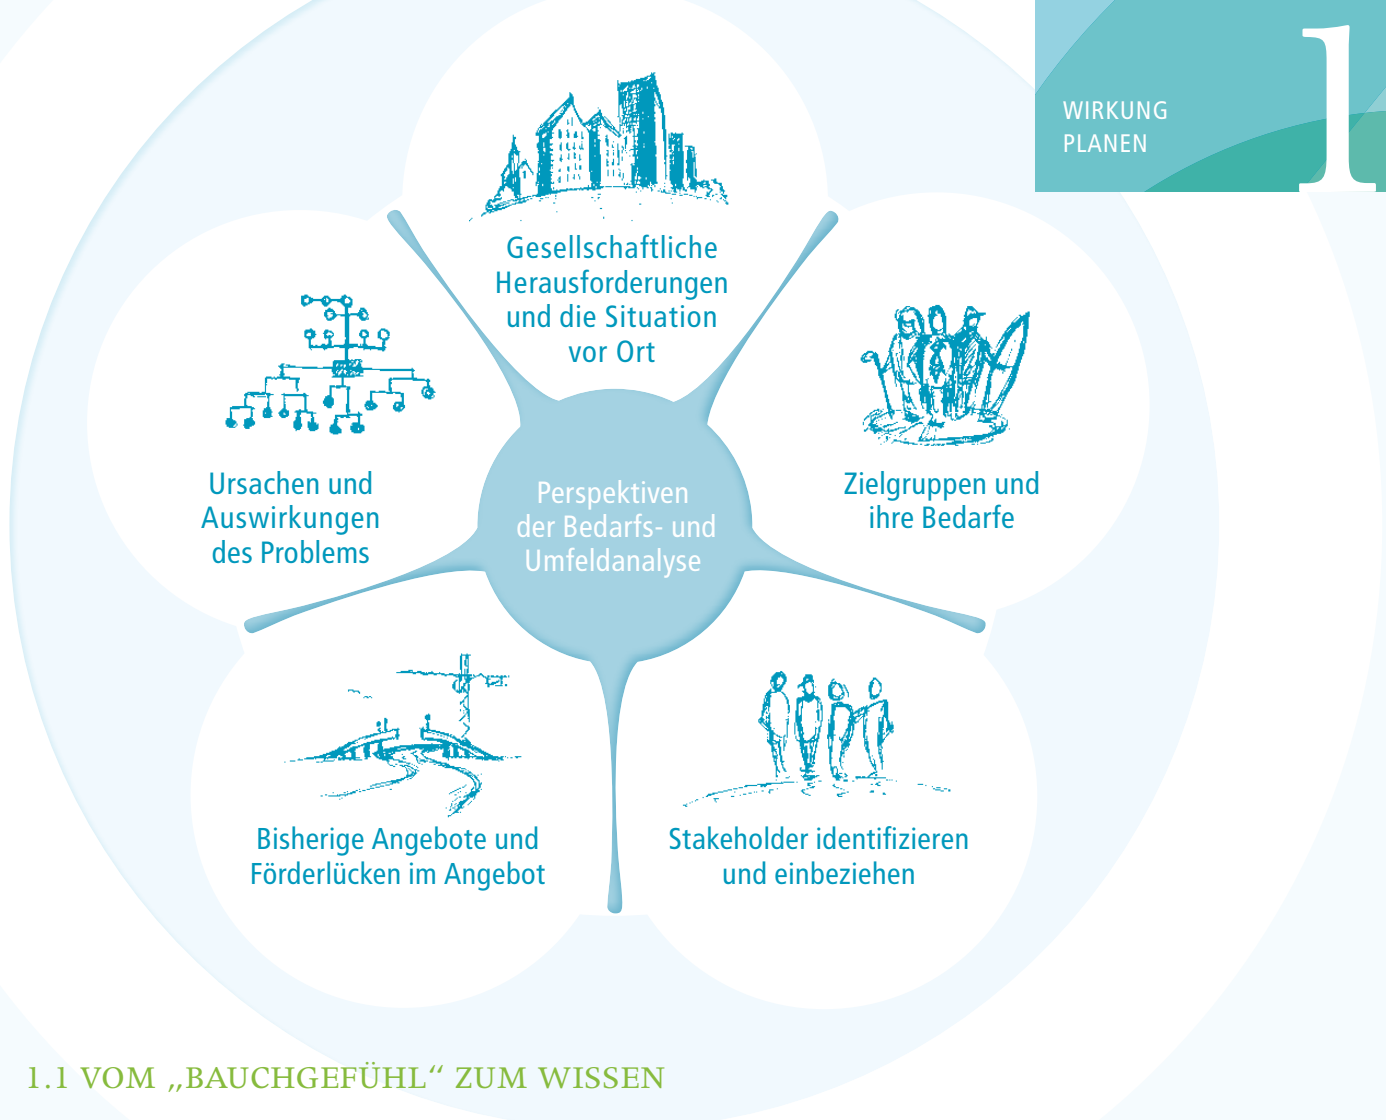 WIRKUNG
PLANEN
1
Gesellschaftliche
Herausforderungen
und die Situation
vor Ort
Ursachen und
Auswirkungen
des Problems
Perspektiven
der Bedarfs- und
Umfeldanalyse
Zielgruppen und
ihre Bedarfe
Bisherige Angebote und
Förderlücken im Angebot
Stakeholder identifizieren
und einbeziehen
1.1 VOM „BAUCHGEFÜHL“ ZUM WISSEN